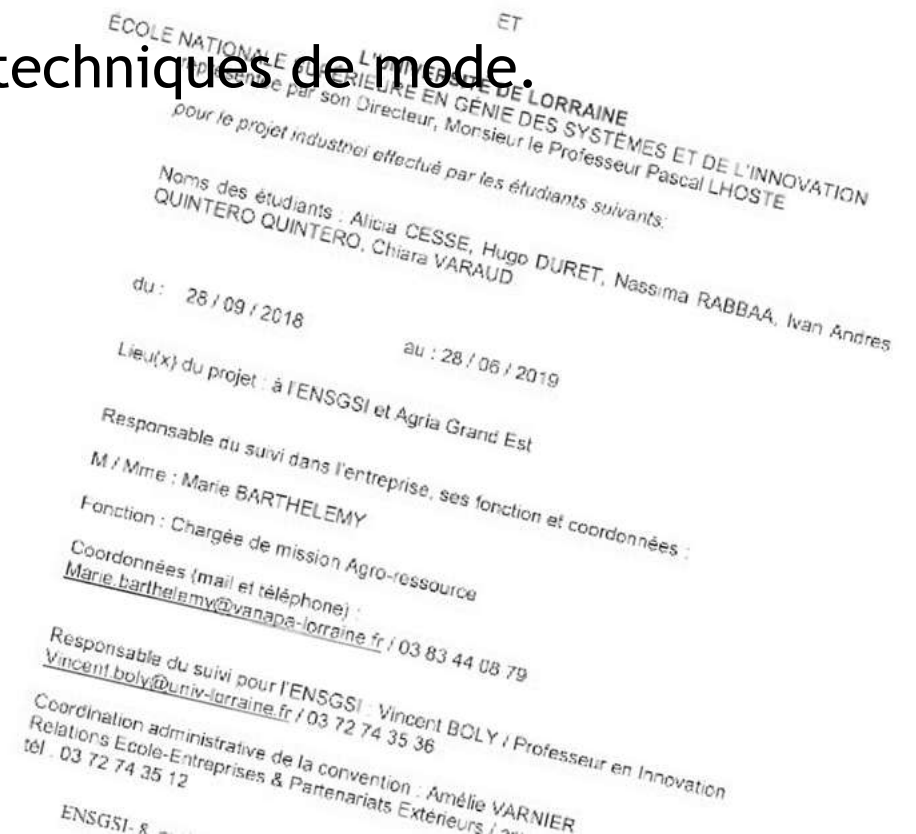 ET
techniques de mode.
L'UNIVERSITÉ DE LORRAINE
ÉCOLE NATIONALE SUPÉRIEURE EN GÉNIE DES SYSTÈMES ET DE L'INNOVATION
représentée par son Directeur, Monsieur le Professeur Pascal LHOSTE
pour le projet industriel effectué par les étudiants suivants:
Noms des étudiants : Alicia CESSE, Hugo DURET, Nassima RABBAA, Ivan Andres
QUINTERO QUINTERO, Chiara VARAUD
du : 28 / 09 / 2018
au : 28 / 06 / 2019
Lieu(x) du projet : à l'ENSGSI et Agria Grand Est
Responsable du suivi dans l'entreprise, ses fonction et coordonnées :
M / Mme : Marie BARTHELEMY
Fonction : Chargée de mission Agro-ressource
Coordonnées (mail et téléphone) :
Marie.barthelemy@vanapa-lorraine.fr / 03 83 44 08 79
Responsable du suivi pour l'ENSGSI : Vincent BOLY / Professeur en Innovation
Vincent.boly@univ-lorraine.fr / 03 72 74 35 36
Coordination administrative de la convention : Amélie VARNIER
Relations Ecole-Entreprises & Partenariats Extérieurs /
tél . 03 72 74 35 12
ENSGSI- 8,